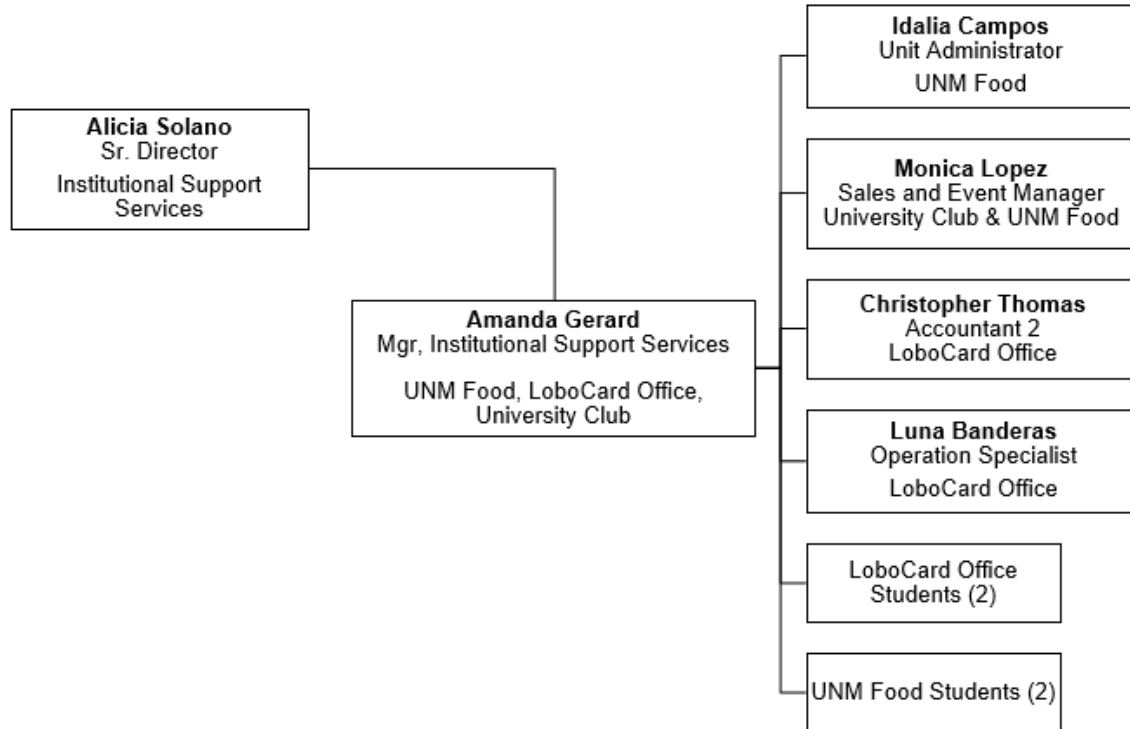 Alicia Solano
Sr. Director
Institutional Support
Services
Amanda Gerard
Mgr, Institutional Support Services
UNM Food, LoboCard Office,
University Club
Idalia Campos
Unit Administrator
UNM Food
Monica Lopez
Sales and Event Manager
University Club & UNM Food
Christopher Thomas
Accountant 2
LoboCard Office
Luna Banderas
Operation Specialist
LoboCard Office
LoboCard Office
Students (2)
UNM Food Students (2)